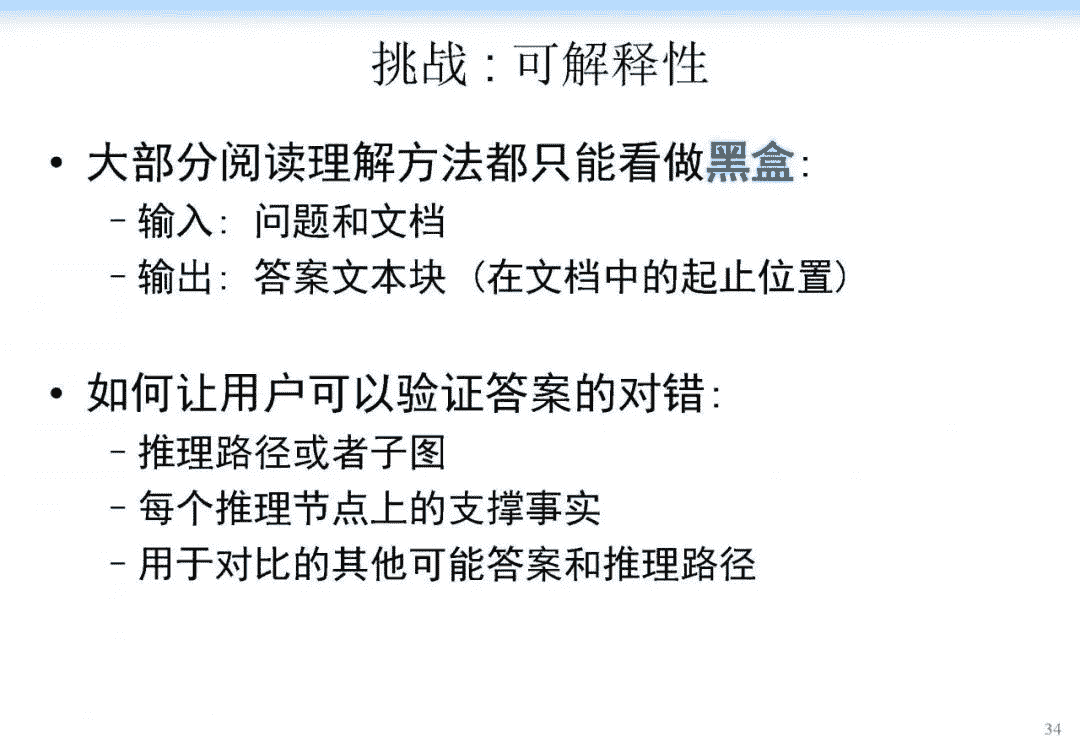 挑战 : 可解释性
• 大部分阅读理解方法都只能看做黑盒:
– 输入: 问题和文档
– 输出: 答案文本块 (在文档中的起止位置)
• 如何让用户可以验证答案的对错:
– 推理路径或者子图
– 每个推理节点上的支撑事实
– 用于对比的其他可能答案和推理路径
34